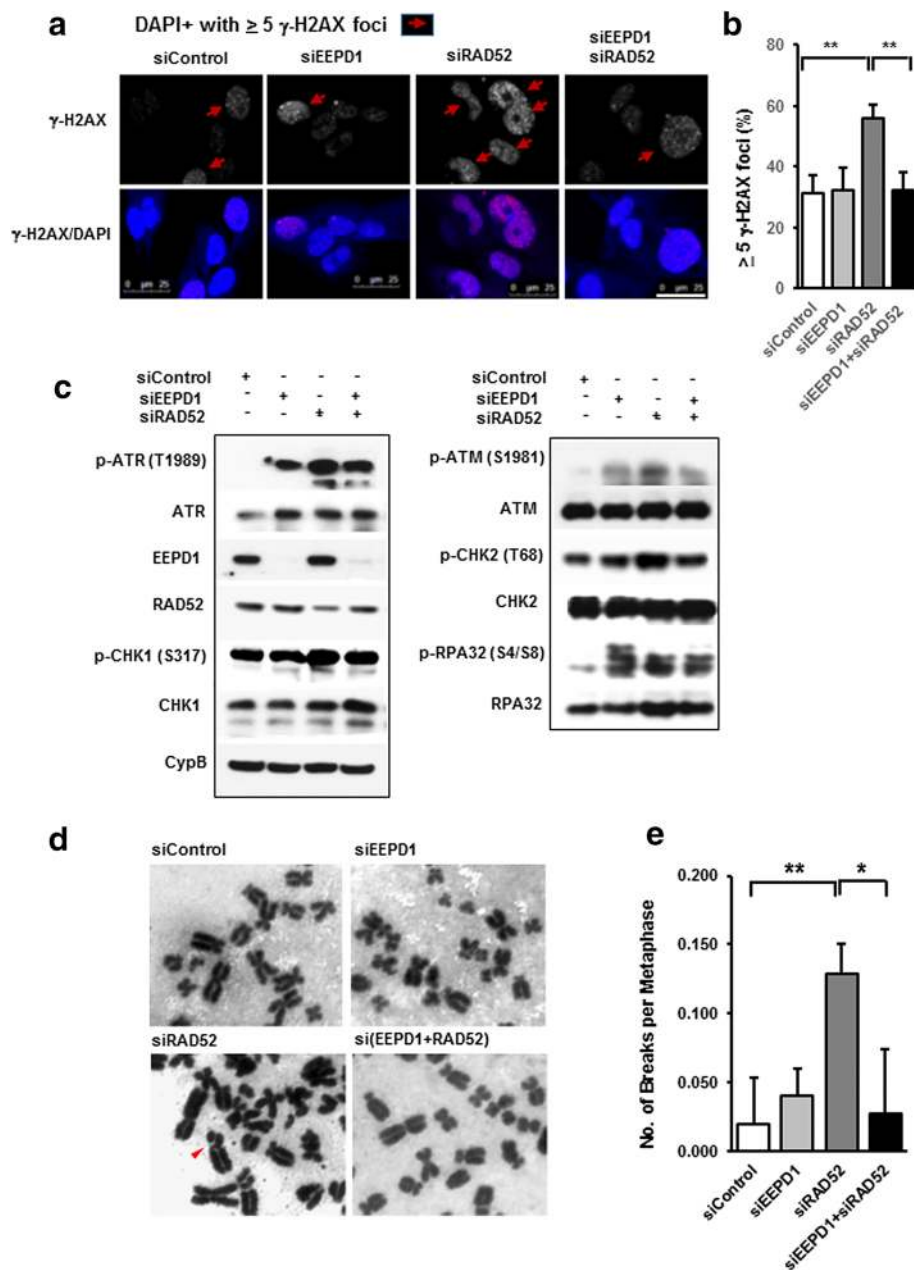 a
DAPI+ with ≥ 5 γ-H2AX foci
siControl
siEEPD1
siRAD52
siEEPD1
siRAD52
γ-H2AX
γ-H2AX/DAPI
0 μm 25
0 μm 25
0 μm 25
0 μm 25
b
≥ 5 γ-H2AX foci (%)
80
60
40
20
0
**
**
siControl
siEEPD1
siRAD52
siEEPD1+siRAD52
c
siControl + - - -
siEEPD1 - + - +
siRAD52 - - + +
p-ATR (T1989)
ATR
EEPD1
RAD52
p-CHK1 (S317)
CHK1
CypB
siControl + - - -
siEEPD1 - + - +
siRAD52 - - + +
p-ATM (S1981)
ATM
p-CHK2 (T68)
CHK2
p-RPA32 (S4/S8)
RPA32
d
siControl
siEEPD1
siRAD52
si(EEPD1+RAD52)
e
No. of Breaks per Metaphase
0.200
0.150
0.100
0.050
0.000
**
*
siControl
siEEPD1
siRAD52
siEEPD1+siRAD52